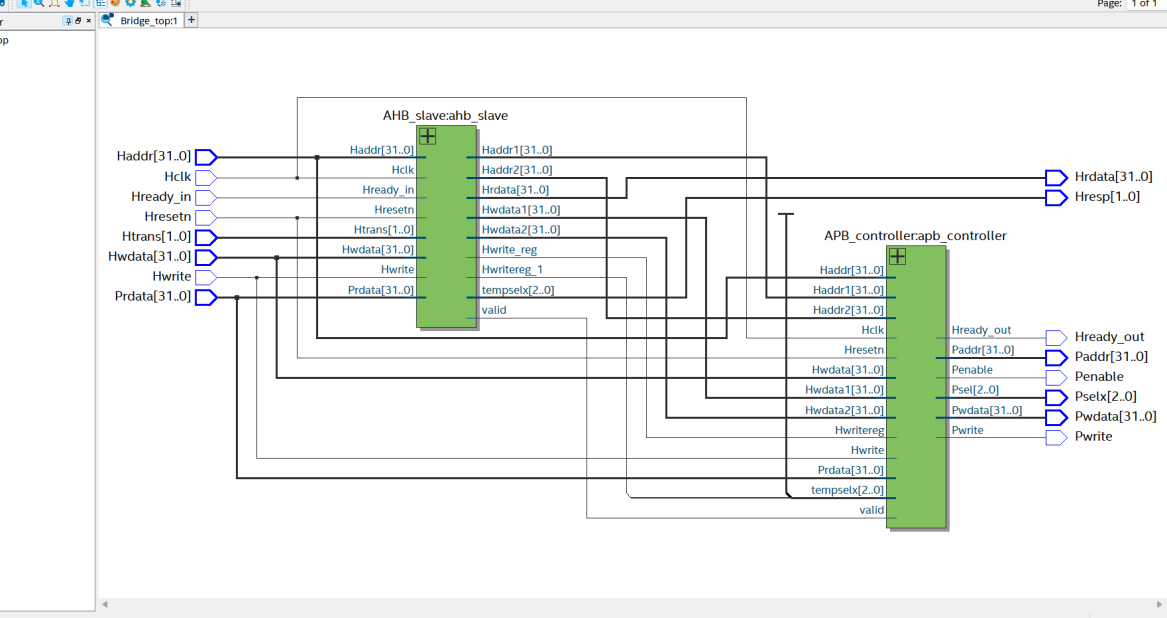 Page: 1 of 1
r
Bridge_top:1
op
AHB_slave:ahb_slave
Haddr[31..0]
Hclk
Hready_in
Hresetn
Htrans[1..0]
Hwdata[31..0]
Hwrite
Prdata[31..0]
Haddr[31..0]
Hclk
Hready_in
Hresetn
Htrans[1..0]
Hwdata[31..0]
Hwrite
Prdata[31..0]
Haddr1[31..0]
Haddr2[31..0]
Hrdata[31..0]
Hwdata1[31..0]
Hwdata2[31..0]
Hwrite_reg
Hwritereg_1
tempselx[2..0]
valid
Hrdata[31..0]
Hresp[1..0]
APB_controller:apb_controller
Haddr[31..0]
Haddr1[31..0]
Haddr2[31..0]
Hclk
Hresetn
Hwdata[31..0]
Hwdata1[31..0]
Hwdata2[31..0]
Hwritereg
Hwrite
Prdata[31..0]
tempselx[2..0]
valid
Hready_out
Paddr[31..0]
Penable
Psel[2..0]
Pwdata[31..0]
Pwrite
Hready_out
Paddr[31..0]
Penable
Pselx[2..0]
Pwdata[31..0]
Pwrite